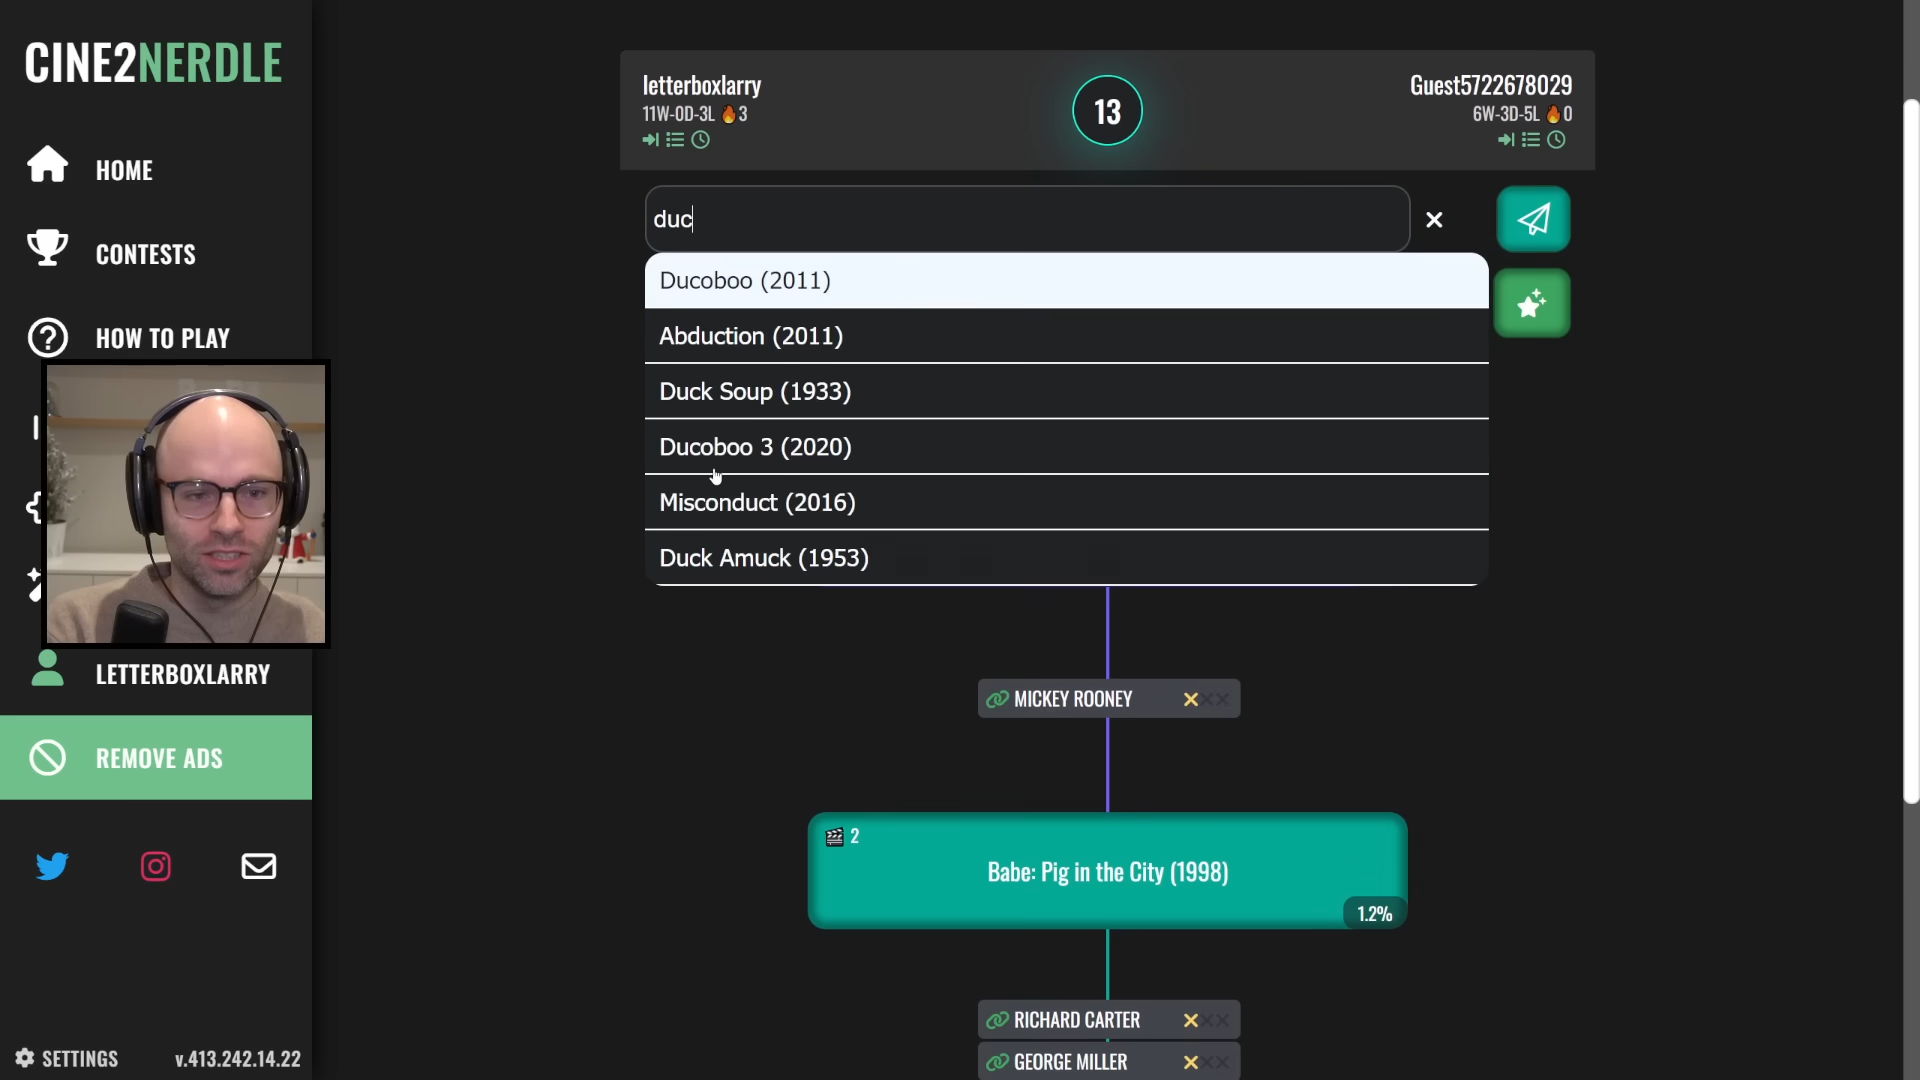 CINE2NERDLE
HOME
CONTESTS
HOW TO PLAY
LETTERBOXLARRY
REMOVE ADS
SETTINGS v.413.242.14.22
letterboxlarry
11W-0D-3L 🔥3
13
Guest5722678029
6W-3D-5L 🔥0
duc
Ducoboo (2011)
Abduction (2011)
Duck Soup (1933)
Ducoboo 3 (2020)
Misconduct (2016)
Duck Amuck (1953)
MICKEY ROONEY
2
Babe: Pig in the City (1998)
1.2%
RICHARD CARTER
GEORGE MILLER